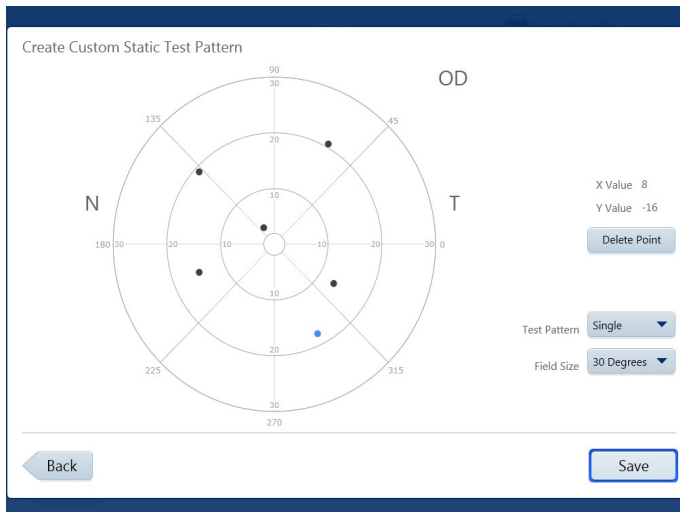 Create Custom Static Test Pattern
90
30
OD
135
45
20
10
N
T
X Value 8
Y Value -16
180 30 20 10 10 20 30 0
Delete Point
10
Test Pattern Single
20
Field Size 30 Degrees
225
315
30
270
Back
Save